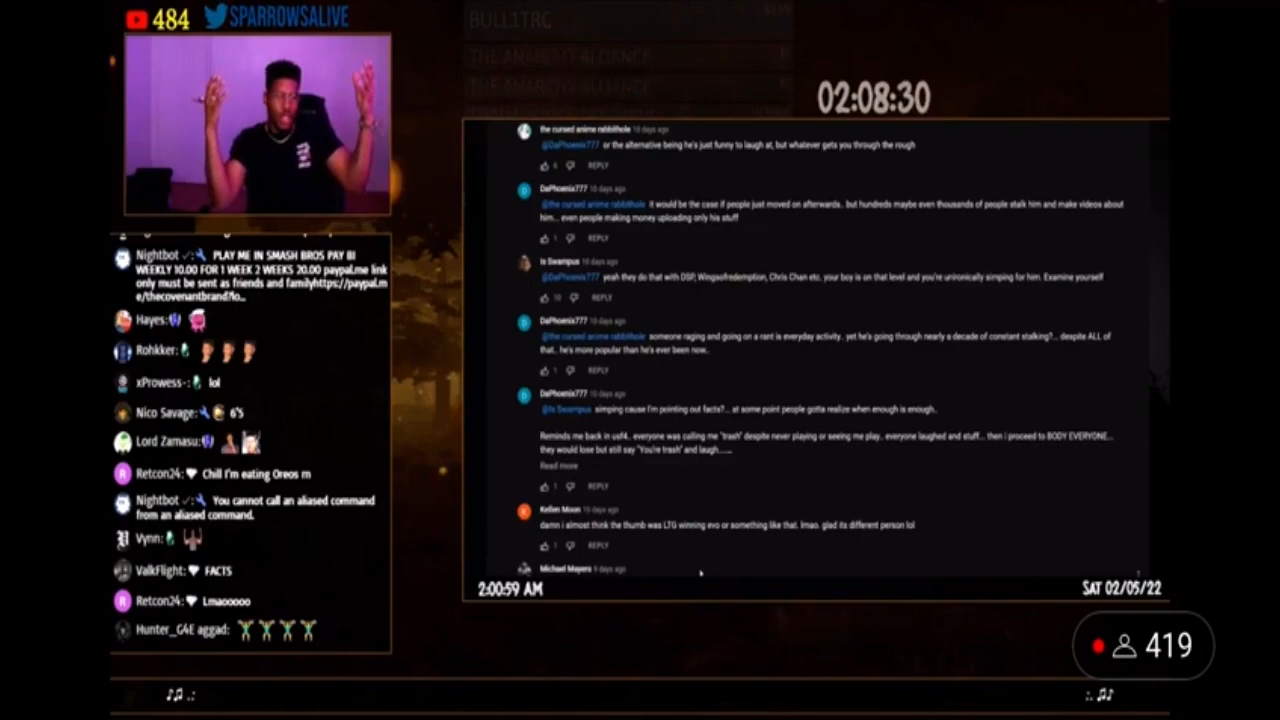 484 SPARROWSALIVE
BULL1TRC
THE ANARCHY ALLIANCE
THE ANARCHY ALLIANCE
02:08:30
Nightbot PLAY ME IN SMASH BROS PAY BI
WEEKLY 10.00 FOR 1 WEEK 2 WEEKS 20.00 paypal.me link
only must be sent as friends and familyhttps://paypal.m
e/thecovenantbrand?lo...
Hayes:
Rohkker:
xProwess-: lol
Nico Savage: 6'5
Lord Zamasu:
Retcon24: Chill I'm eating Oreos rn
Nightbot You cannot call an aliased command
from an aliased command.
Vynn:
ValkFlight: FACTS
Retcon24: Lmaooooo
Hunter_G4E aggad:
the cursed anime rabbithole 10 days ago
@DaPhoenix777 or the alternative being he's just funny to laugh at, but whatever gets you through the rough
6 REPLY
DaPhoenix777 10 days ago
@the cursed anime rabbithole it would be the case if people just moved on afterwards.. but hundreds maybe even thousands of people stalk him and make videos about
him... even people making money uploading only his stuff
1 REPLY
Is Swampus 10 days ago
@DaPhoenix777 yeah they do that with DSP, Wingsofredemption, Chris Chan etc. your boy is on that level and you're unironically simping for him. Examine yourself
10 REPLY
DaPhoenix777 10 days ago
@the cursed anime rabbithole someone raging and going on a rant is everyday activity.. yet he's going through nearly a decade of constant stalking?... despite ALL of
that.. he's more popular than he's ever been now..
1 REPLY
DaPhoenix777 10 days ago
@Is Swampus simping cause I'm pointing out facts?... at some point people gotta realize when enough is enough..
Reminds me back in usf4.. everyone was calling me "trash" despite never playing or seeing me play.. everyone laughed and stuff... then i proceed to BODY EVERYONE...
they would lose but still say "You're trash" and laugh......
Read more
1 REPLY
Kellen Moon 10 days ago
damn i almost think the thumb was LTG winning evo or something like that. lmao. glad its different person lol
1 REPLY
Michael Mayers 9 days ago
2:00:59 AM
SAT 02/05/22
419